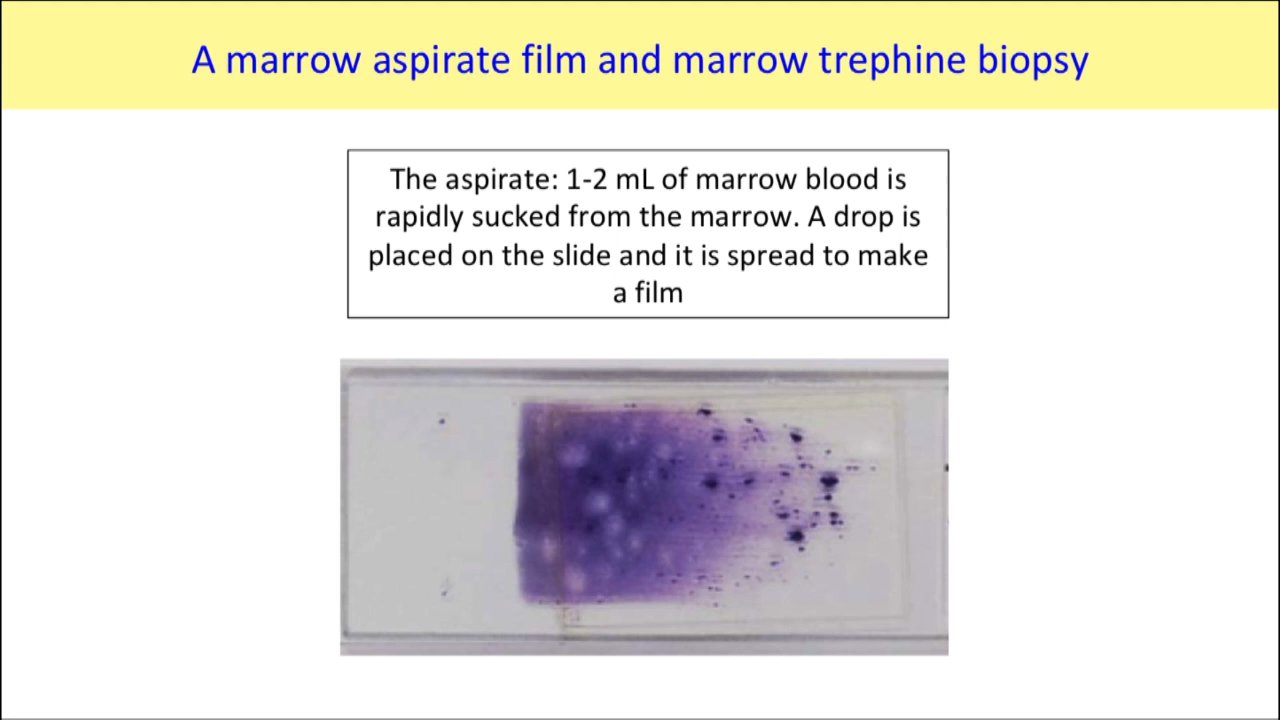 A marrow aspirate film and marrow trephine biopsy
The aspirate: 1-2 mL of marrow blood is
rapidly sucked from the marrow. A drop is
placed on the slide and it is spread to make
a film